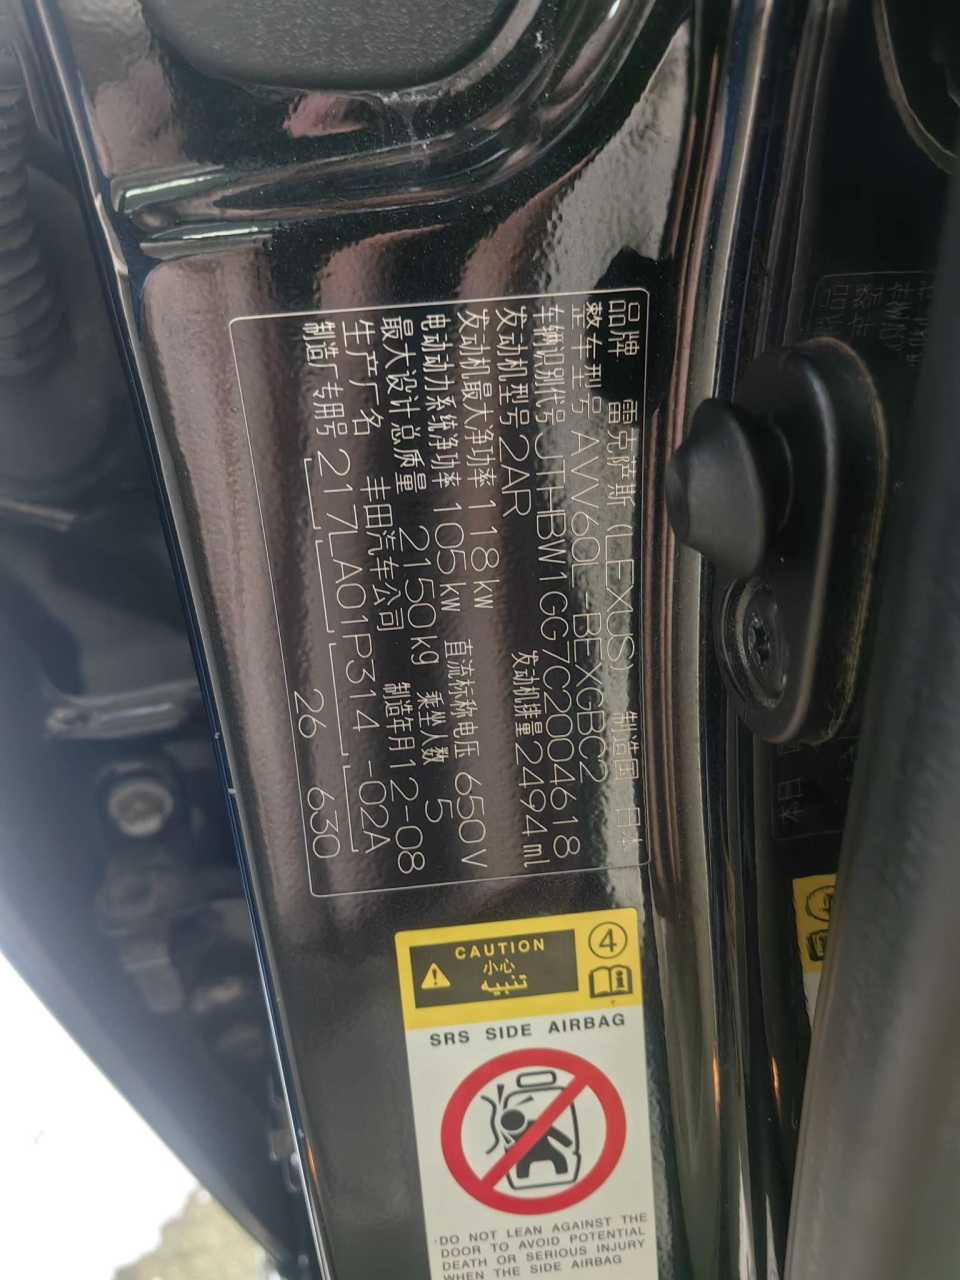 品牌 雷克萨斯(LEXUS) 制造国 日本
整车型号 AVV60L-BEXGBC2
车辆识别代号 JTHBW1GG7C2004618
发动机型号 2AR 发动机排量 2494 ml
发动机最大净功率 118 kw
电动动力系统净功率 105 kw 直流标称电压 650V
最大设计总质量 2150 kg 乘坐人数 5
生产厂名 丰田汽车公司 制造年月 12-08
制造厂专用号 217LA01P314-02A
26 630
CAUTION
小心
تنبيه
4
SRS SIDE AIRBAG
·DO NOT LEAN AGAINST THE
DOOR TO AVOID POTENTIAL
DEATH OR SERIOUS INJURY
WHEN THE SIDE AIRBAG